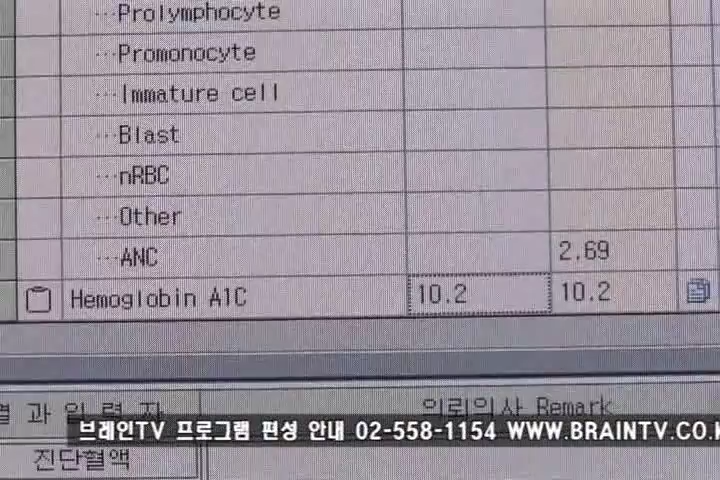 ···Prolymphocyte
···Promonocyte
···Immature cell
···Blast
···nRBC
···Other
···ANC 2.69
Hemoglobin A1C 10.2 10.2
과 입 력 자 의뢰의사 Remark
브레인TV 프로그램 편성 안내 02-558-1154 WWW.BRAINTV.CO.K
진단혈액